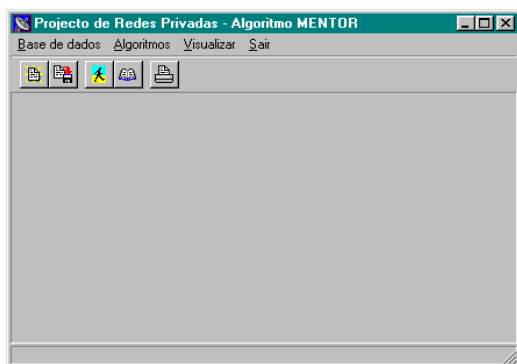 Projecto de Redes Privadas - Algoritmo MENTOR
Base de dados Algoritmos Visualizar Sair